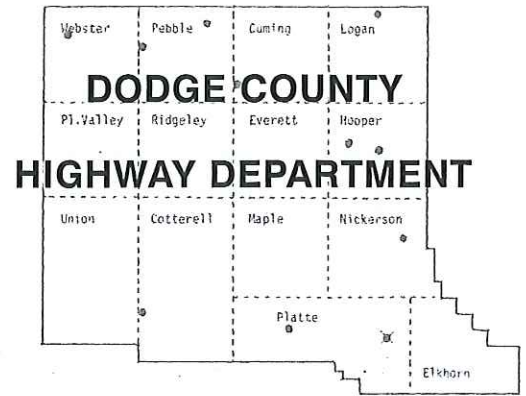 Webster Pebble Cuming Logan
DODGE COUNTY
Pl.Valley Ridgeley Everett Hooper
HIGHWAY DEPARTMENT
Union Cotterell Maple Nickerson
Platte
Elkhorn